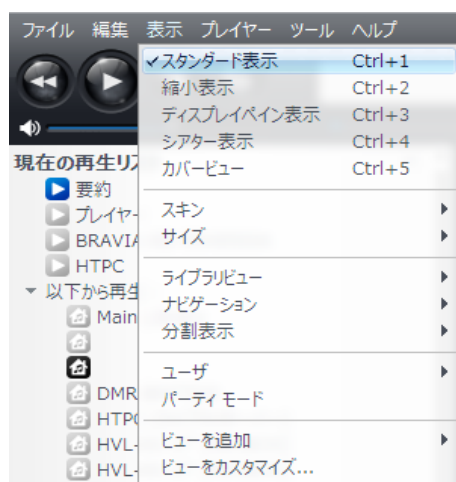 ファイル 編集 表示 プレイヤー ツール ヘルプ
✓スタンダード表示 Ctrl+1
縮小表示 Ctrl+2
ディスプレイペイン表示 Ctrl+3
シアター表示 Ctrl+4
カバービュー Ctrl+5
スキン
サイズ
ライブラリビュー
ナビゲーション
分割表示
ユーザ
パーティ モード
ビューを追加
ビューをカスタマイズ...
現在の再生リ
要約
プレイヤー
BRAVIA
HTPC
以下から再生
Main
DMR
HTPC
HVL-
HVL-